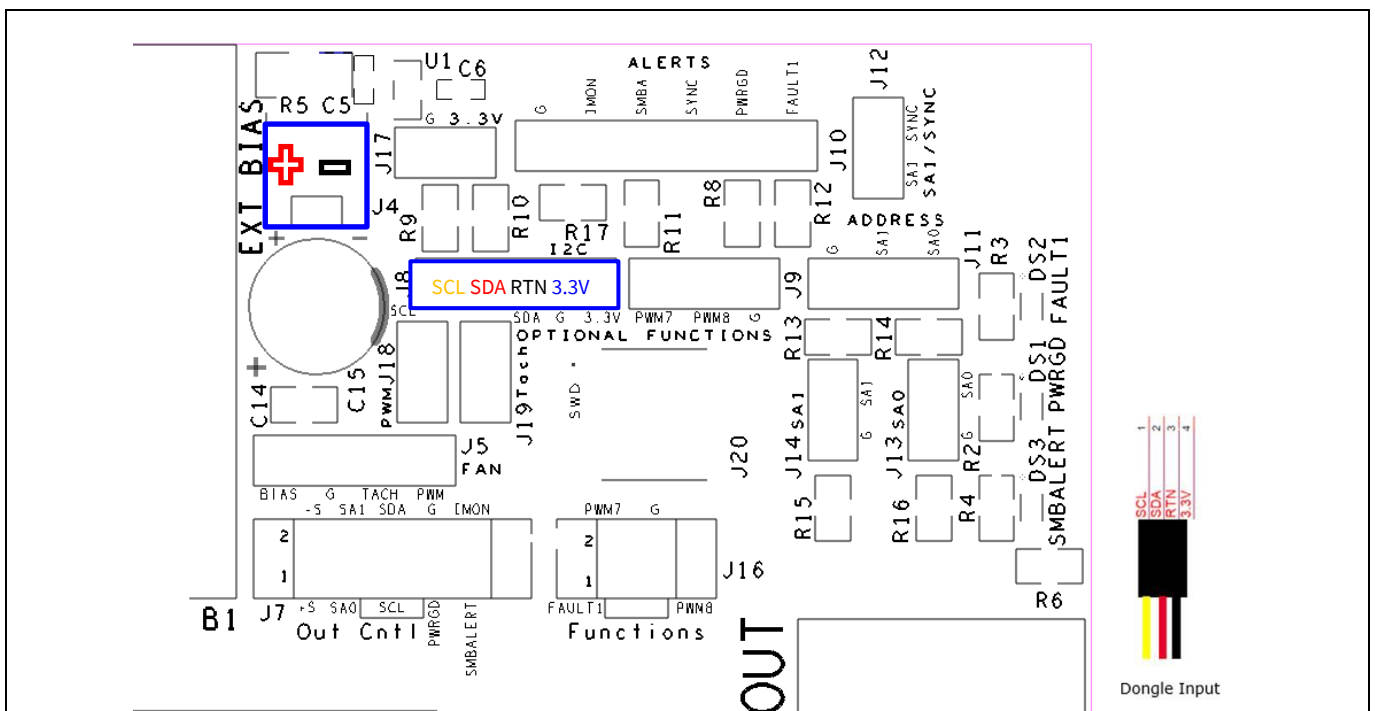 U1
C6
ALERTS
J12
R5 C5
EXT BIAS
G 3.3V
J17
G
IMON
SMBA
SYNC
PWRGD
FAULT1
J10
SA1 SYNC
SA1/SYNC
+ -
J4
+ -
R9
R10
R17
R11
R8
R12
ADDRESS
I2C
G
SA1
SA0
J11
R3
DS2
FAULT1
J8
SCL SDA RTN 3.3V
J9
SCL
SDA G 3.3V PWM7 PWM8 G
OPTIONAL FUNCTIONS
R13
R14
+
C14
C15
PWM
J18
J19
Tach
SWD
J20
J14
SA1
G SA1
J13
SA0
G SA0
R2
DS1
PWRGD
J5
FAN
BIAS G TACH PWM
R15
R16
R4
DS3
SMBALERT
-S SA1 SDA G IMON
2
1
PWM7 G
2
1
J16
R6
B1
J7
+S SA0 SCL PWRGD SMBALERT
Out Cntl
FAULT1 PWM8
Functions
OUT
1 2 3 4
SCL
SDA
RTN
3.3V
Dongle Input